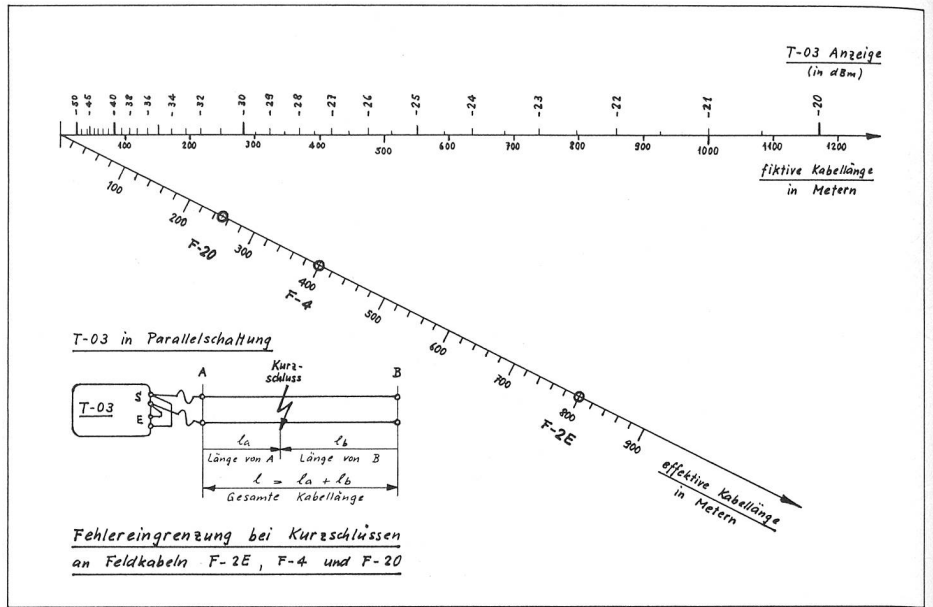 T-03 Anzeige
(in dBm)
-50 -45 -40 -38 -36 -34 -32 -30 -29 -28 -27 -26 -25 -24 -23 -22 -21 -20
100 200 300 400 500 600 700 800 900 1000 1100 1200
fiktive Kabellänge
in Metern
100 200 300 400 500 600 700 800 900
F-20
F-4
F-2E
effektive Kabellänge
in Metern
T-03 in Parallelschaltung
A Kurz- B
schluss
T-03 S
E
la lb
Länge von A Länge von B
l = la + lb
Gesamte Kabellänge
Fehlereingrenzung bei Kurzschlüssen
an Feldkabeln F-2E, F-4 und F-20